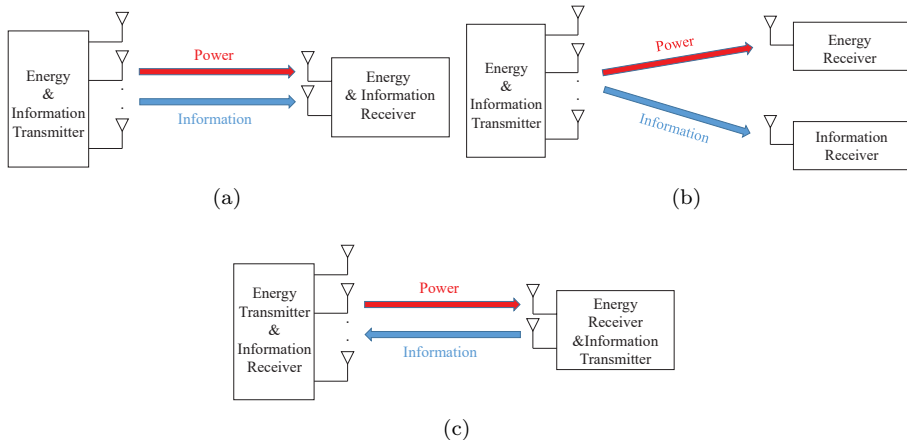 Energy
&
Information
Transmitter
Power
Information
Energy
& Information
Receiver
(a)
Energy
&
Information
Transmitter
Power
Information
Energy
Receiver
Information
Receiver
(b)
Energy
Transmitter
&
Information
Receiver
Power
Information
Energy
Receiver
&Information
Transmitter
(c)